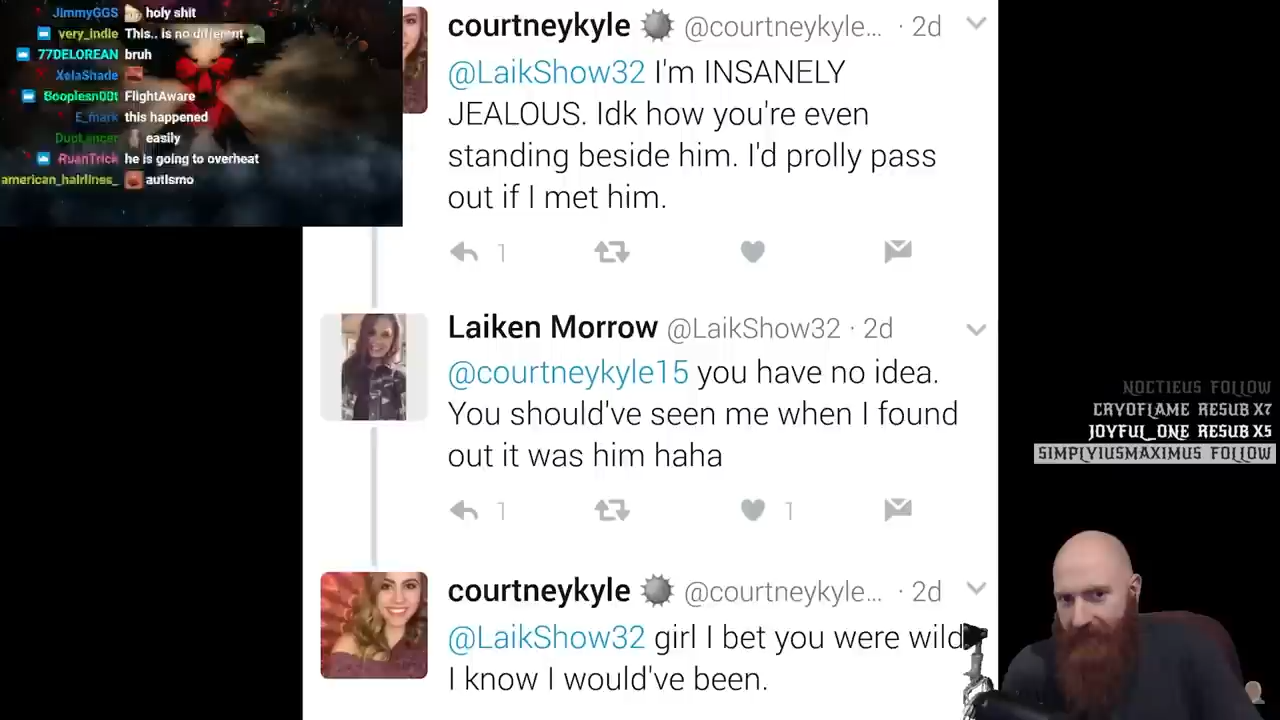 JimmyGGS holy shit
very_indie This.. is no different
77DELOREAN bruh
XelaShade
FlightAware
E_mark this happened
easily
RuanTrick he is going to overheat
american_hairlines_ autismo
courtneykyle @courtneykyle... · 2d
@LaikShow32 I'm INSANELY
JEALOUS. Idk how you're even
standing beside him. I'd prolly pass
out if I met him.
1
Laiken Morrow @LaikShow32 · 2d
@courtneykyle15 you have no idea.
You should've seen me when I found
out it was him haha
1 1
courtneykyle @courtneykyle... · 2d
@LaikShow32 girl I bet you were wild
I know I would've been.
NOCTIEUS FOLLOW
CRYOFLAME RESUB X7
JOYFUL_ONE RESUB X5
SIMPLYIUSMAXIMUS FOLLOW